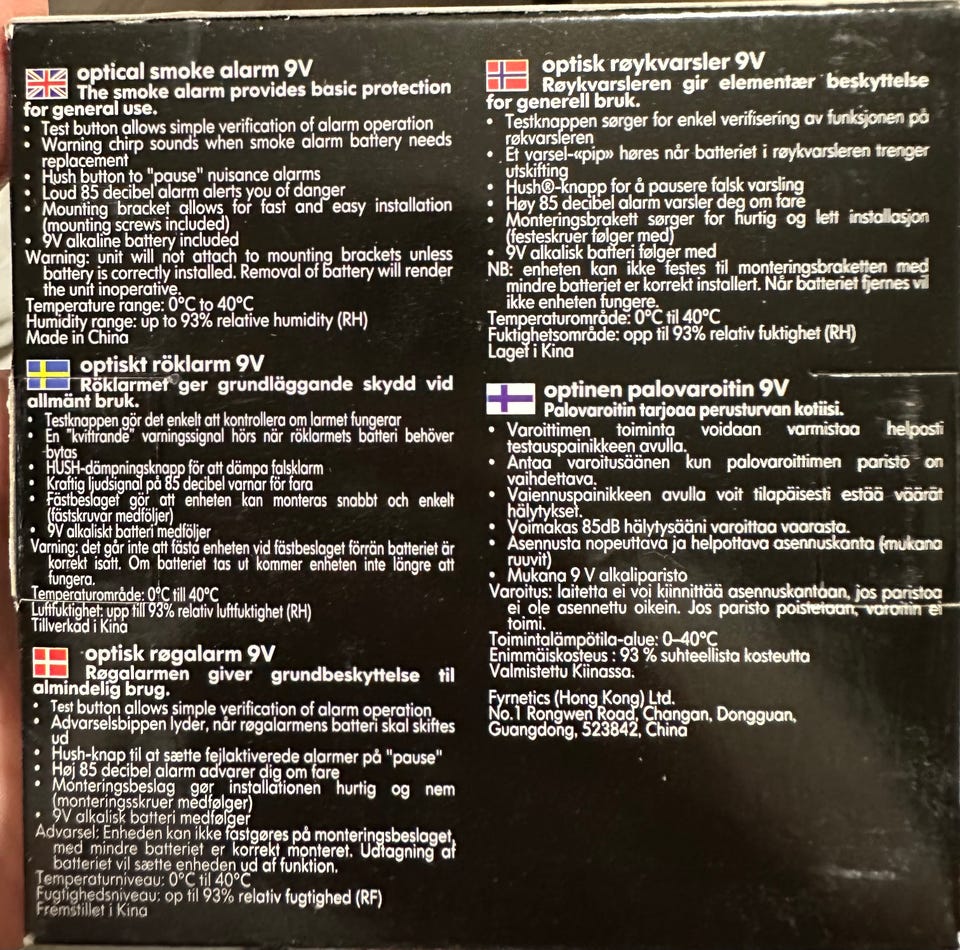 optical smoke alarm 9V
The smoke alarm provides basic protection
for general use.
• Test button allows simple verification of alarm operation
• Warning chirp sounds when smoke alarm battery needs
replacement
• Hush button to "pause" nuisance alarms
• Loud 85 decibel alarm alerts you of danger
• Mounting bracket allows for fast and easy installation
(mounting screws included)
• 9V alkaline battery included
Warning: unit will not attach to mounting brackets unless
battery is correctly installed. Removal of battery will render
the unit inoperative.
Temperature range: 0°C to 40°C
Humidity range: up to 93% relative humidity (RH)
Made in China
optiskt röklarm 9V
Röklarmet ger grundläggande skydd vid
allmänt bruk.
• Testknappen gör det enkelt att kontrollera om larmet fungerar
• En "kvittrande" varningssignal hörs när röklarmets batteri behöver
bytas
• HUSH-dämpningsknapp för att dämpa falsklarm
• Kraftig ljudsignal på 85 decibel varnar för fara
• Fästbeslaget gör att enheten kan monteras snabbt och enkelt
(fästskruvar medföljer)
• 9V alkaliskt batteri medföljer
Varning: det går inte att fästa enheten vid fästbeslaget förrän batteriet är
korrekt isatt. Om batteriet tas ut kommer enheten inte längre att
fungera.
Temperaturområde: 0°C till 40°C
Luftfuktighet: upp till 93% relativ luftfuktighet (RH)
Tillverkad i Kina
optisk røgalarm 9V
Røgalarmen giver grundbeskyttelse til
almindelig brug.
• Test button allows simple verification of alarm operation
• Advarselsbippen lyder, når røgalarmens batteri skal skiftes
ud
• Hush-knap til at sætte fejlaktiverede alarmer på "pause"
• Høj 85 decibel alarm advarer dig om fare
• Monteringsbeslag gør installationen hurtig og nem
(monteringsskruer medfølger)
• 9V alkalisk batteri medfølger
Advarsel: Enheden kan ikke fastgøres på monteringsbeslaget,
med mindre batteriet er korrekt monteret. Udtagning af
batteriet vil sætte enheden ud af funktion.
Temperaturniveau: 0°C til 40°C
Fugtighedsniveau: op til 93% relativ fugtighed (RF)
Fremstillet i Kina
optisk røykvarsler 9V
Røykvarsleren gir elementær beskyttelse
for generell bruk.
• Testknappen sørger for enkel verifisering av funksjonen på
røkvarsleren
• Et varsel-«pip» høres når batteriet i røykvarsleren trenger
utskifting
• Hush®-knapp for å pausere falsk varsling
• Høy 85 decibel alarm varsler deg om fare
• Monteringsbrakett sørger for hurtig og lett installasjon
(festeskruer følger med)
• 9V alkalisk batteri følger med
NB: enheten kan ikke festes til monteringsbraketten med
mindre batteriet er korrekt installert. Når batteriet fjernes vil
ikke enheten fungere.
Temperaturområde: 0°C til 40°C
Fuktighetsområde: opp til 93% relativ fuktighet (RH)
Laget i Kina
optinen palovaroitin 9V
Palovaroitin tarjoaa perusturvan kotiisi.
• Varoittimen toiminta voidaan varmistaa helposti
testauspainikkeen avulla.
• Antaa varoitusäänen kun palovaroittimen paristo on
vaihdettava.
• Vaiennuspainikkeen avulla voit tilapäisesti estää väärät
hälytykset.
• Voimakas 85dB hälytysääni varoittaa vaarasta.
• Asennusta nopeuttava ja helpottava asennuskanta (mukana
ruuvit)
• Mukana 9 V alkaliparisto
Varoitus: laitetta ei voi kiinnittää asennuskantaan, jos paristoa
ei ole asennettu oikein. Jos paristo poistetaan, varoitin ei
toimi.
Toimintalämpötila-alue: 0–40°C
Enimmäiskosteus : 93 % suhteellista kosteutta
Valmistettu Kiinassa.
Fyrnetics (Hong Kong) Ltd.
No.1 Rongwen Road, Changan, Dongguan,
Guangdong, 523842, China